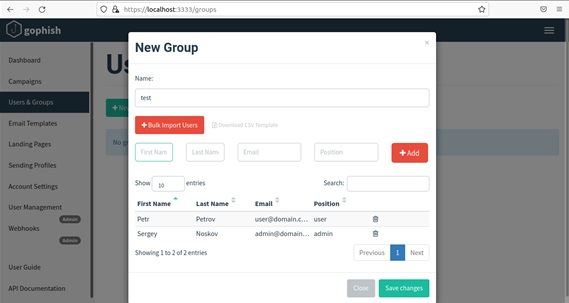 https://localhost:3333/groups
gophish
Dashboard
Campaigns
Users & Groups
Email Templates
Landing Pages
Sending Profiles
Account Settings
User Management
Admin
Webhooks
Admin
User Guide
API Documentation
Us
+ New
No gr
New Group
×
Name:
test
+ Bulk Import Users
Download CSV Template
First Nam
Last Name
Email
Position
+ Add
Show 10 entries
Search:
First Name Last Name Email Position
Petr Petrov user@domain.c... user
Sergey Noskov admin@domain... admin
Showing 1 to 2 of 2 entries
Previous 1 Next
Close Save changes